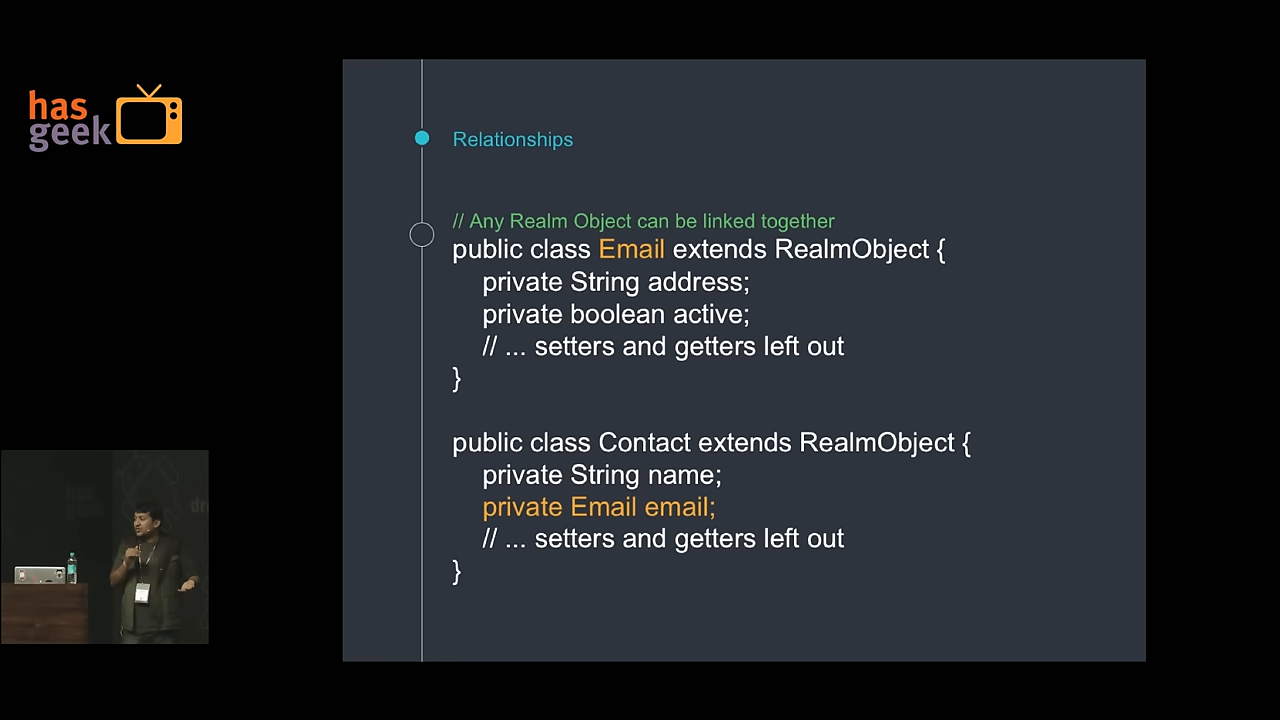 has
geek
Relationships
// Any Realm Object can be linked together
public class Email extends RealmObject {
private String address;
private boolean active;
// ... setters and getters left out
}
public class Contact extends RealmObject {
private String name;
private Email email;
// ... setters and getters left out
}